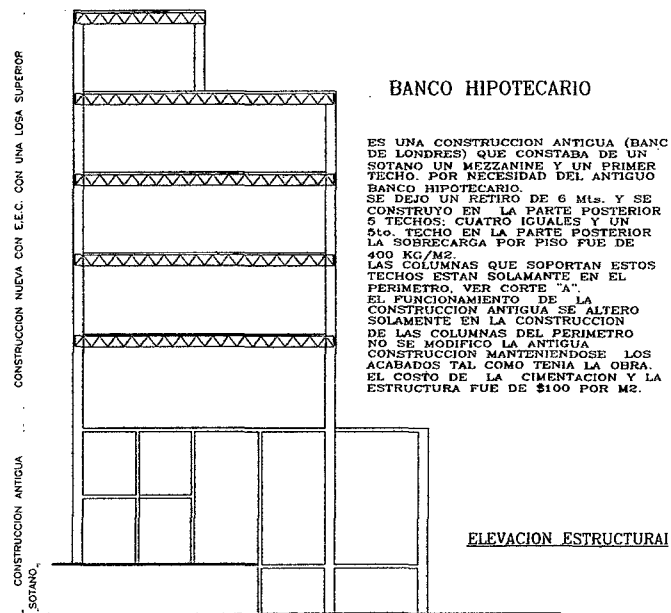 BANCO HIPOTECARIO
ES UNA CONSTRUCCION ANTIGUA (BANC
DE LONDRES) QUE CONSTABA DE UN
SOTANO UN MEZZANINE Y UN PRIMER
TECHO. POR NECESIDAD DEL ANTIGUO
BANCO HIPOTECARIO.
SE DEJO UN RETIRO DE 6 Mts. Y SE
CONSTRUYO EN LA PARTE POSTERIOR
5 TECHOS: CUATRO IGUALES Y UN
5to. TECHO EN LA PARTE POSTERIOR
LA SOBRECARGA POR PISO FUE DE
400 KG/M2.
LAS COLUMNAS QUE SOPORTAN ESTOS
TECHOS ESTAN SOLAMANTE EN EL
PERIMETRO, VER CORTE "A".
EL FUNCIONAMIENTO DE LA
CONSTRUCCION ANTIGUA SE ALTERO
SOLAMENTE EN LA CONSTRUCCION
DE LAS COLUMNAS DEL PERIMETRO
NO SE MODIFICO LA ANTIGUA
CONSTRUCCION MANTENIENDOSE LOS
ACABADOS TAL COMO TENIA LA OBRA.
EL COSTO DE LA CIMENTACION Y LA
ESTRUCTURA FUE DE $100 POR M2.
ELEVACION ESTRUCTURAL
CONSTRUCCION NUEVA CON E.E.C. CON UNA LOSA SUPERIOR
CONSTRUCCION ANTIGUA
SOTANO